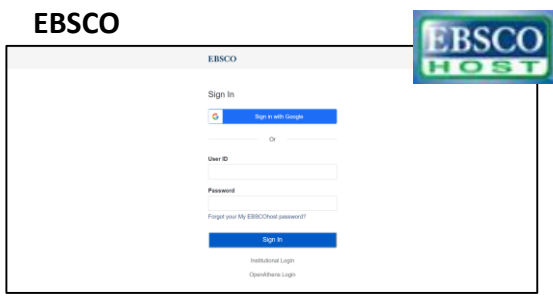 EBSCO
EBSCO
HOST
EBSCO
Sign In
Sign in with Google
Or
User ID
Password
Forgot your My EBSCOhost password?
Sign In
Institutional Login
OpenAthens Login